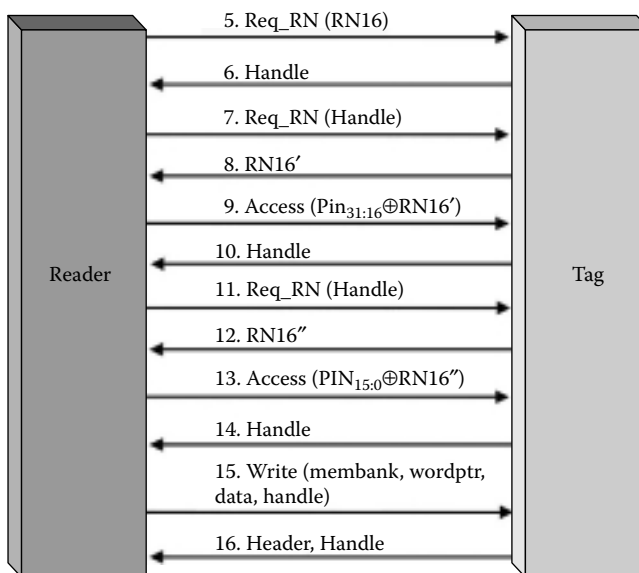 5. Req_RN (RN16)
6. Handle
7. Req_RN (Handle)
8. RN16′
9. Access (Pin₃₁:₁₆⊕RN16′)
10. Handle
Reader
Tag
11. Req_RN (Handle)
12. RN16″
13. Access (PIN₁₅:₀⊕RN16″)
14. Handle
15. Write (membank, wordptr,
data, handle)
16. Header, Handle